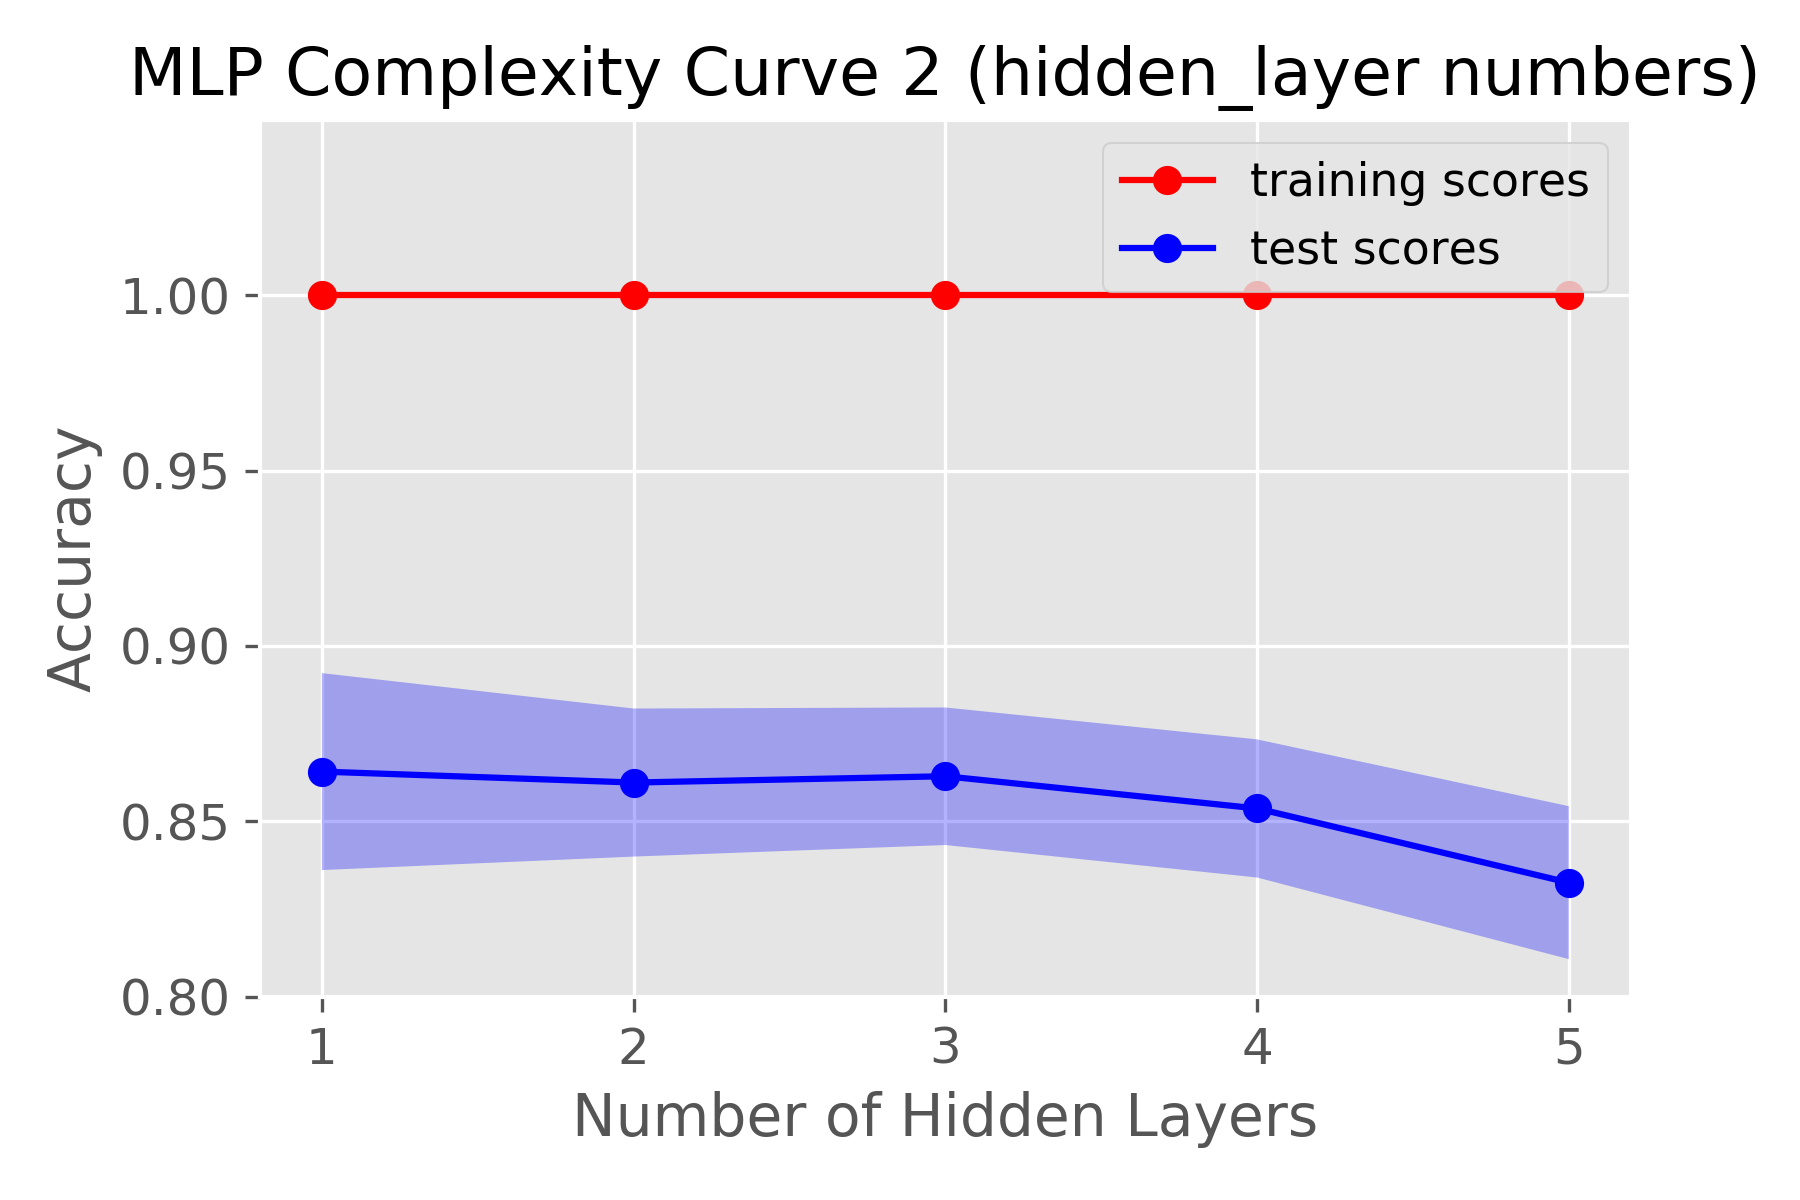 MLP Complexity Curve 2 (hidden_layer numbers)
training scores
test scores
1.00
0.95
0.90
0.85
0.80
Accuracy
1 2 3 4 5
Number of Hidden Layers